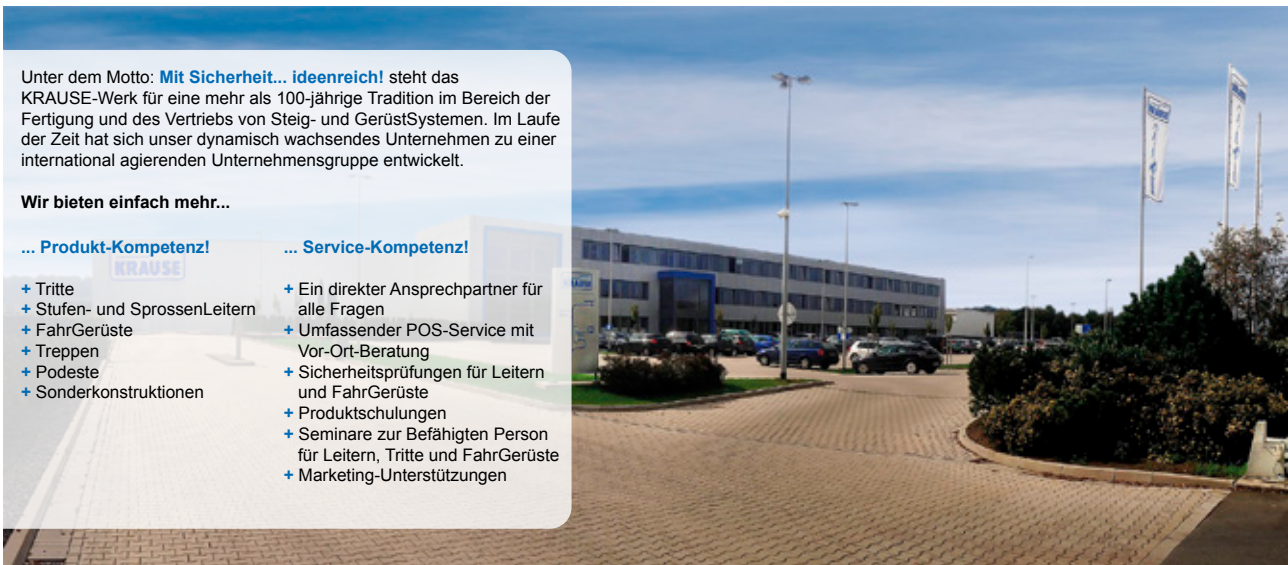 Unter dem Motto: Mit Sicherheit... ideenreich! steht das
KRAUSE-Werk für eine mehr als 100-jährige Tradition im Bereich der
Fertigung und des Vertriebs von Steig- und GerüstSystemen. Im Laufe
der Zeit hat sich unser dynamisch wachsendes Unternehmen zu einer
international agierenden Unternehmensgruppe entwickelt.
Wir bieten einfach mehr...
... Produkt-Kompetenz!
+ Tritte
+ Stufen- und SprossenLeitern
+ FahrGerüste
+ Treppen
+ Podeste
+ Sonderkonstruktionen
... Service-Kompetenz!
+ Ein direkter Ansprechpartner für
alle Fragen
+ Umfassender POS-Service mit
Vor-Ort-Beratung
+ Sicherheitsprüfungen für Leitern
und FahrGerüste
+ Produktschulungen
+ Seminare zur Befähigten Person
für Leitern, Tritte und FahrGerüste
+ Marketing-Unterstützungen
KRAUSE
KRAUSE
KRAUSE